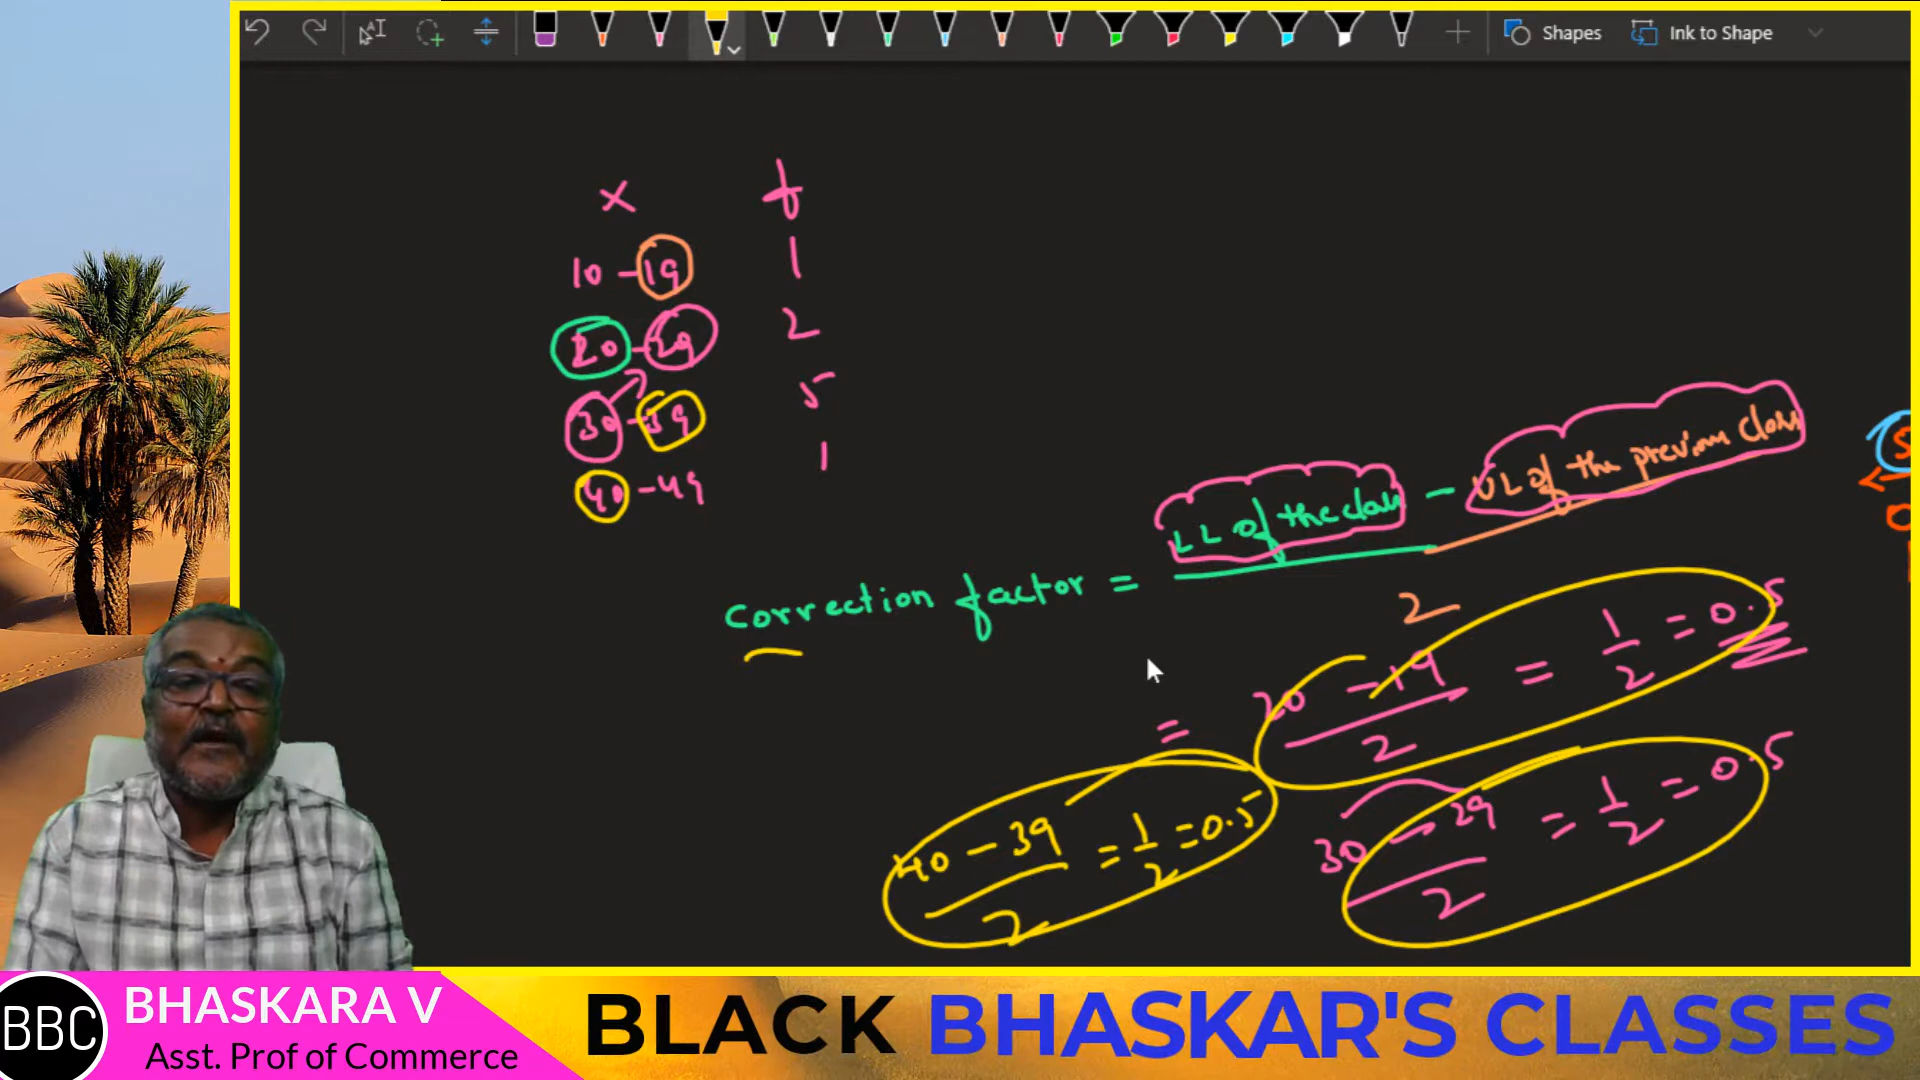 Shapes
Ink to Shape
x f
10 - 19 1
20 - 29 2
30 - 39 5
40 - 49 1
LL of the class - UL of the previous class
correction factor =
2
= 20 - 19 = 1 = 0.5
2 2
30 - 29 = 1 = 0.5
2 2
40 - 39 = 1 = 0.5
2 2
BBC
BHASKARA V
Asst. Prof of Commerce
BLACK BHASKAR'S CLASSES